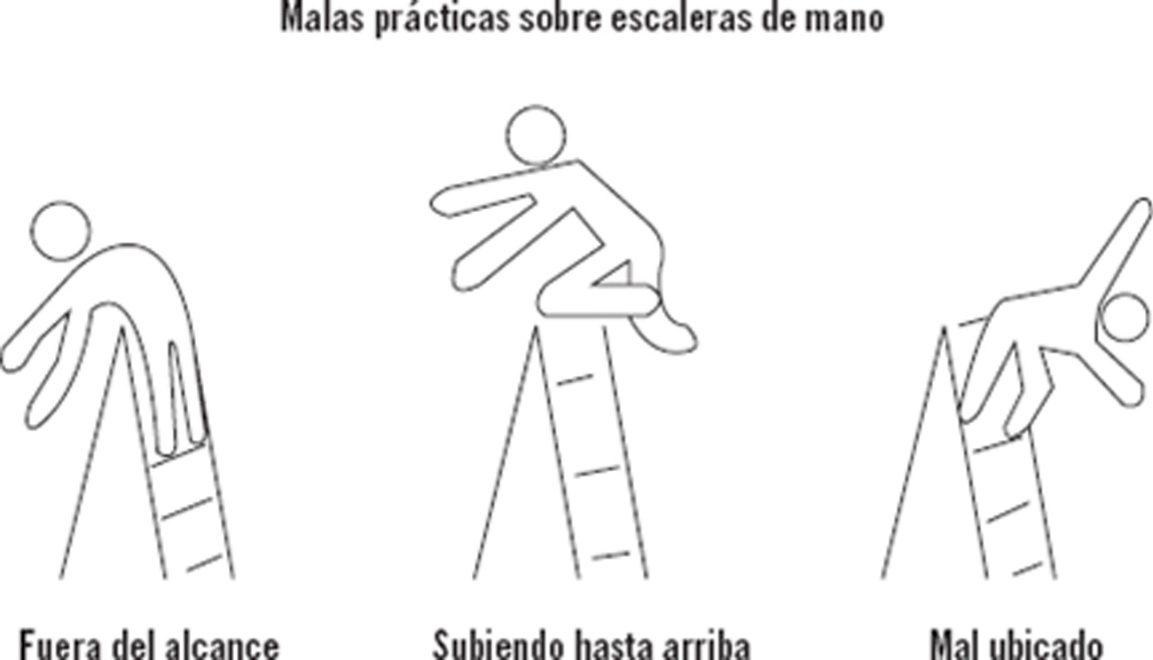 Malas prácticas sobre escaleras de mano
Fuera del alcance
Subiendo hasta arriba
Mal ubicado